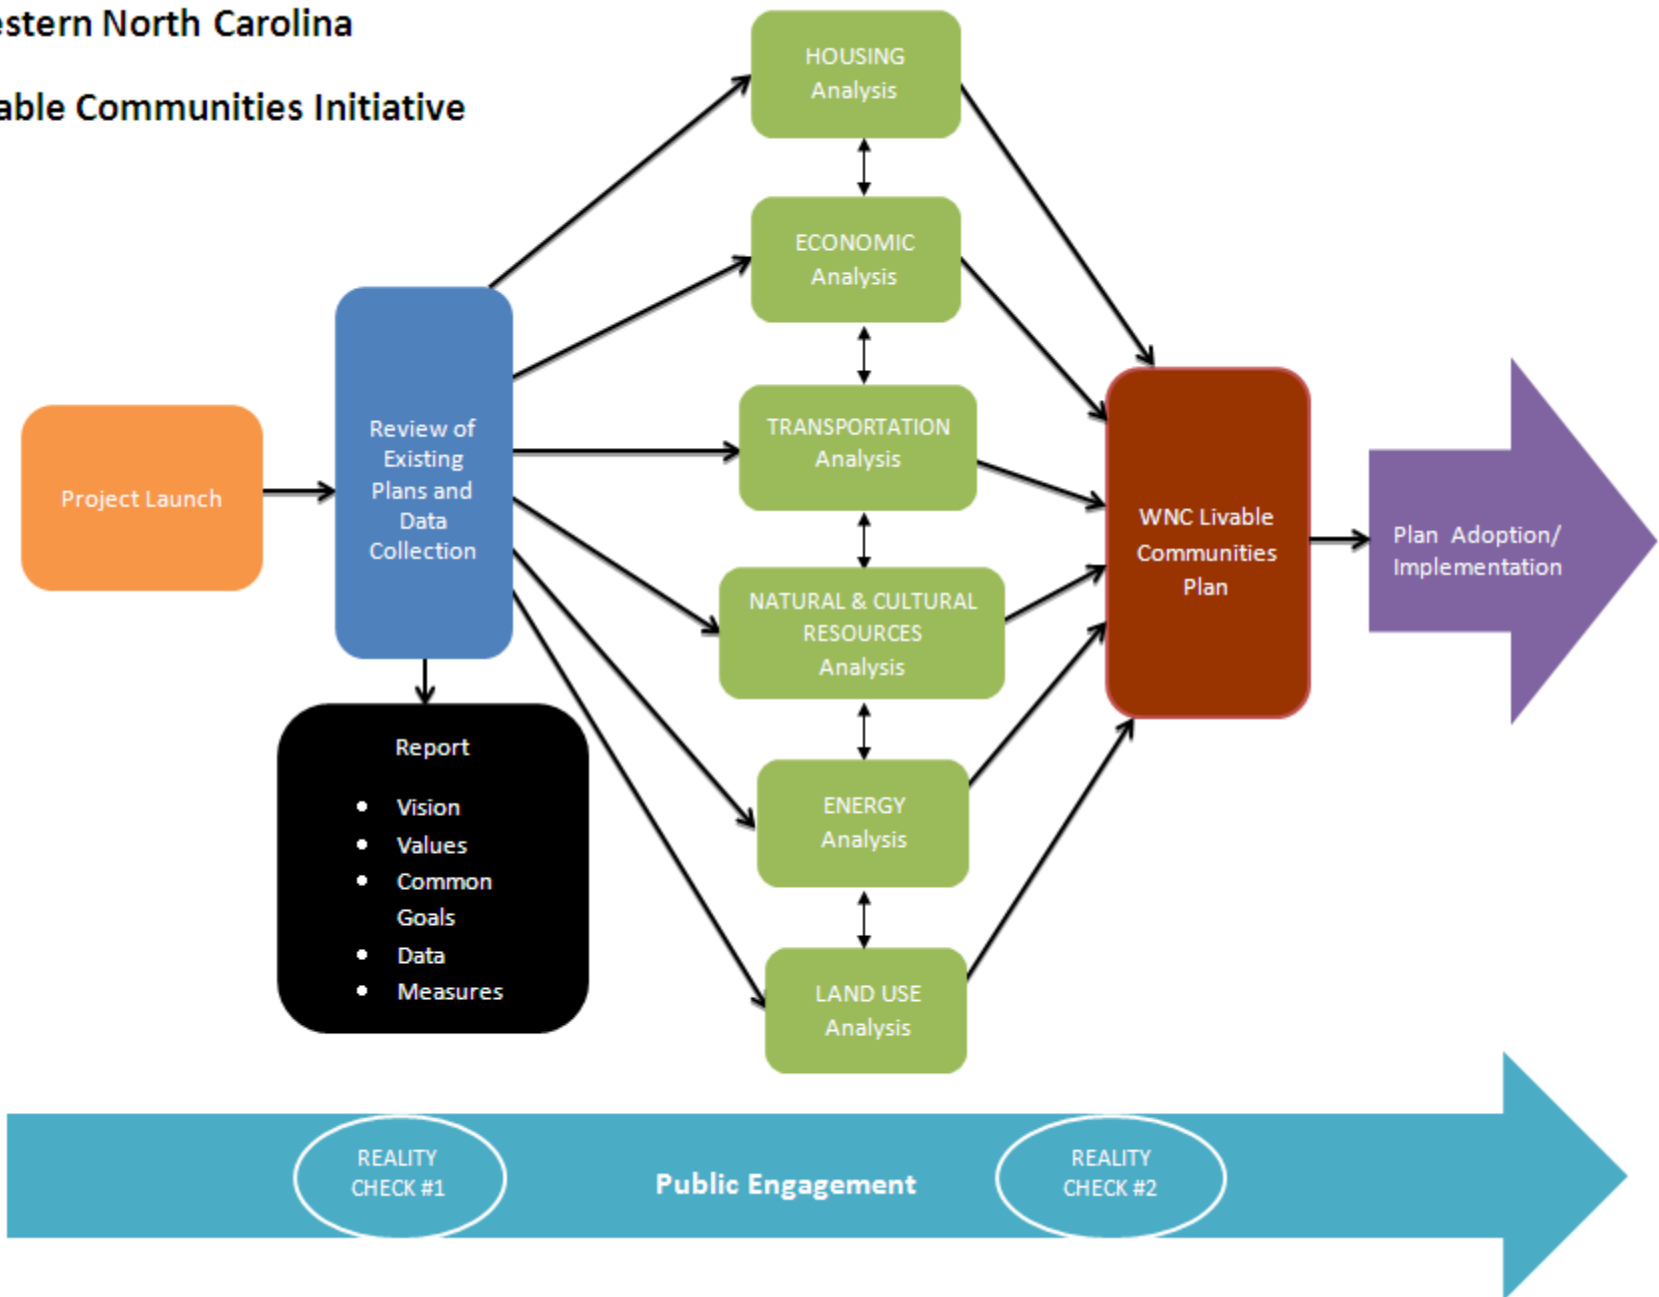 estern North Carolina
able Communities Initiative
HOUSING
Analysis
ECONOMIC
Analysis
TRANSPORTATION
Analysis
NATURAL & CULTURAL
RESOURCES
Analysis
ENERGY
Analysis
LAND USE
Analysis
Project Launch
Review of
Existing
Plans and
Data
Collection
Report
• Vision
• Values
• Common
Goals
• Data
• Measures
WNC Livable
Communities
Plan
Plan Adoption/
Implementation
REALITY
CHECK #1
Public Engagement
REALITY
CHECK #2